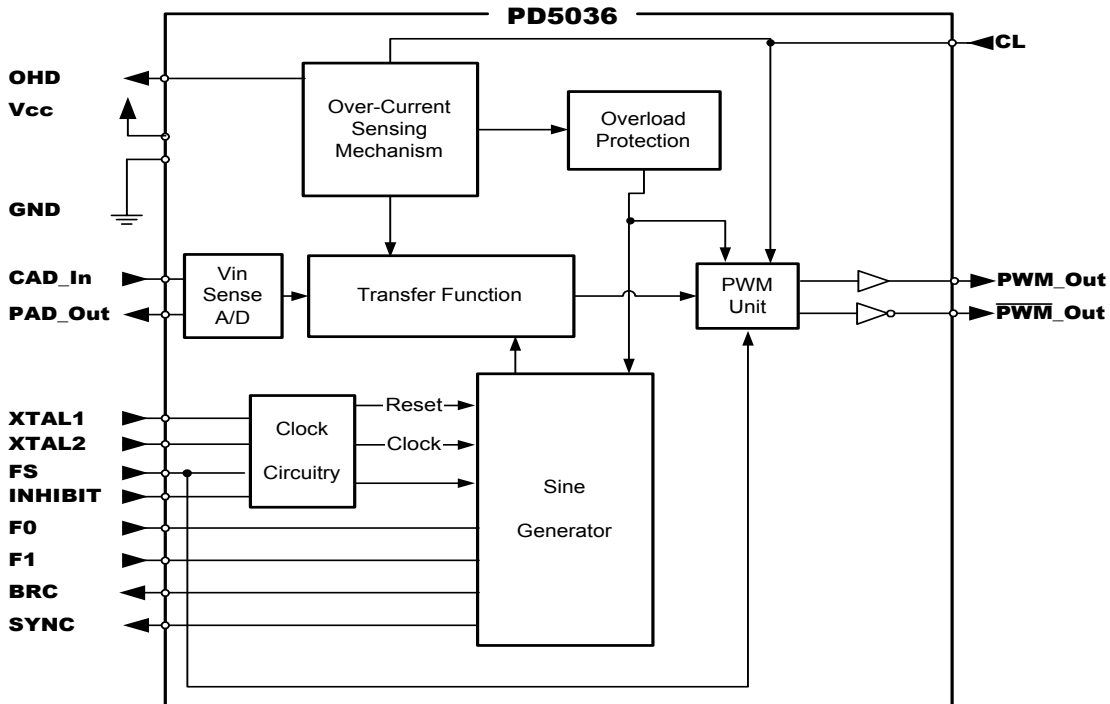 PD5036
CL
OHD
Vcc
GND
CAD_In
PAD_Out
XTAL1
XTAL2
FS
INHIBIT
F0
F1
BRC
SYNC
Over-Current
Sensing
Mechanism
Overload
Protection
Vin
Sense
A/D
Transfer Function
PWM
Unit
PWM_Out
PWM_Out
Clock
Circuitry
Reset
Clock
Sine
Generator